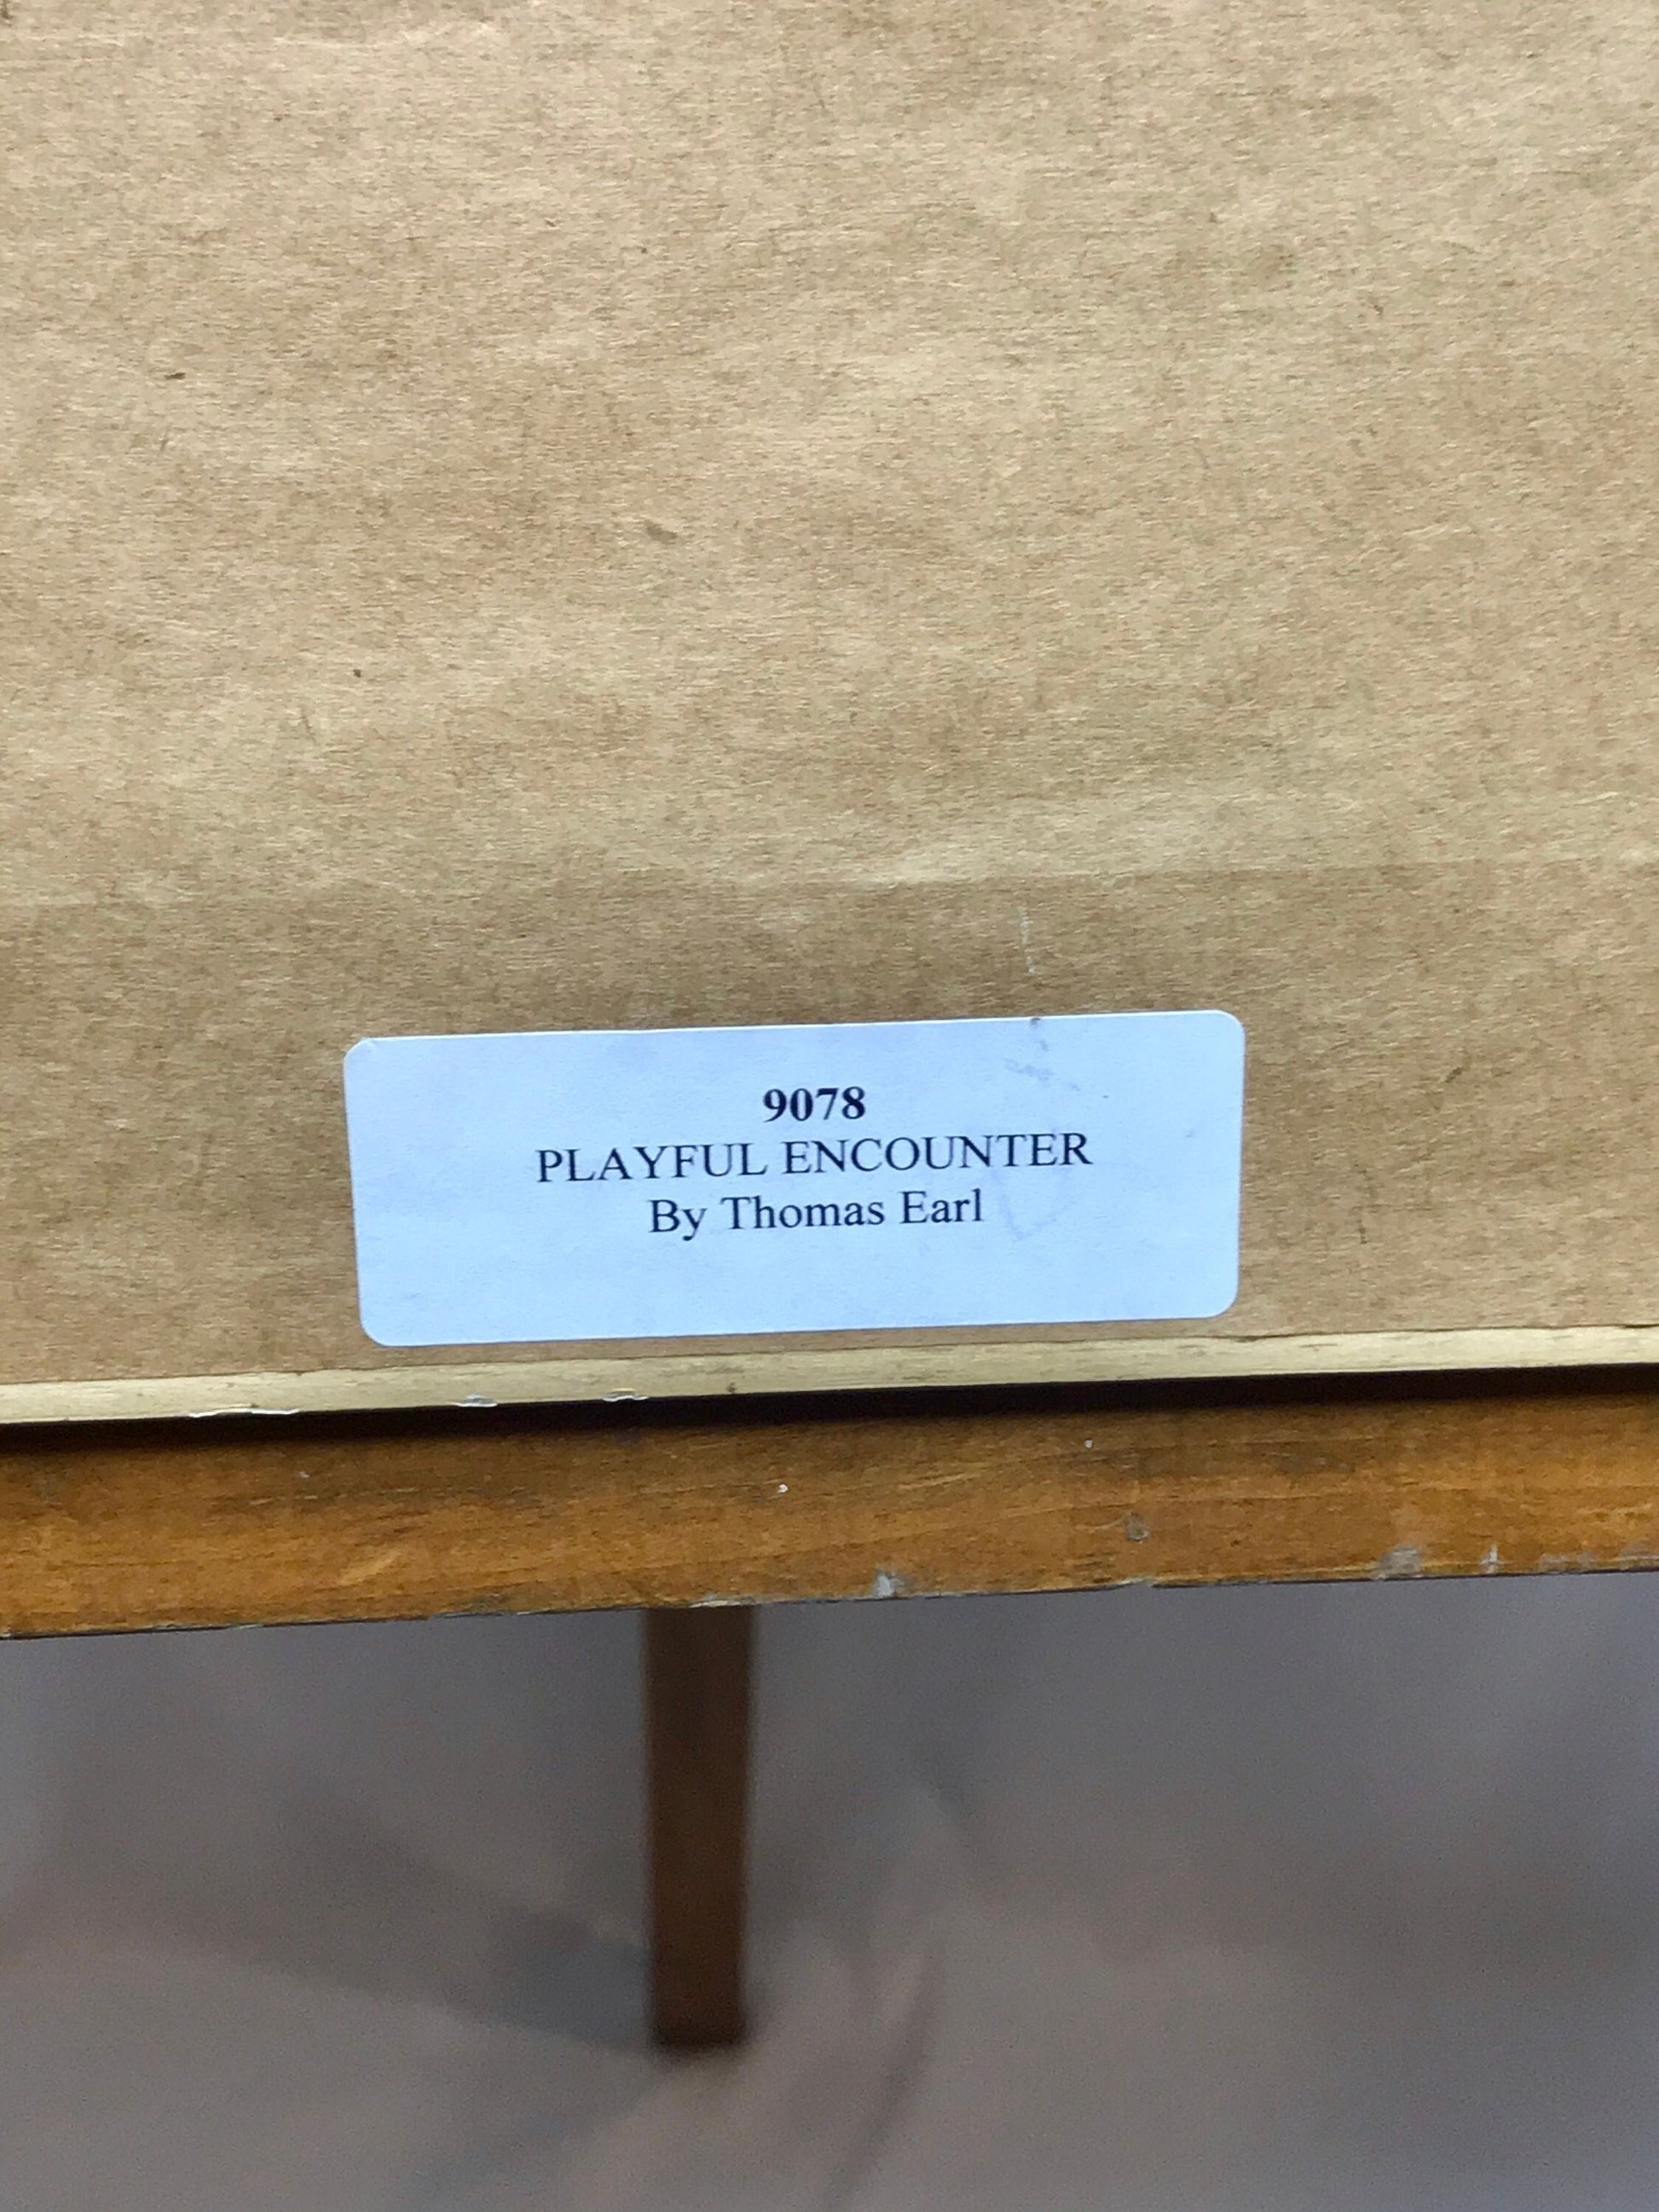 9078
PLAYFUL ENCOUNTER
By Thomas Earl